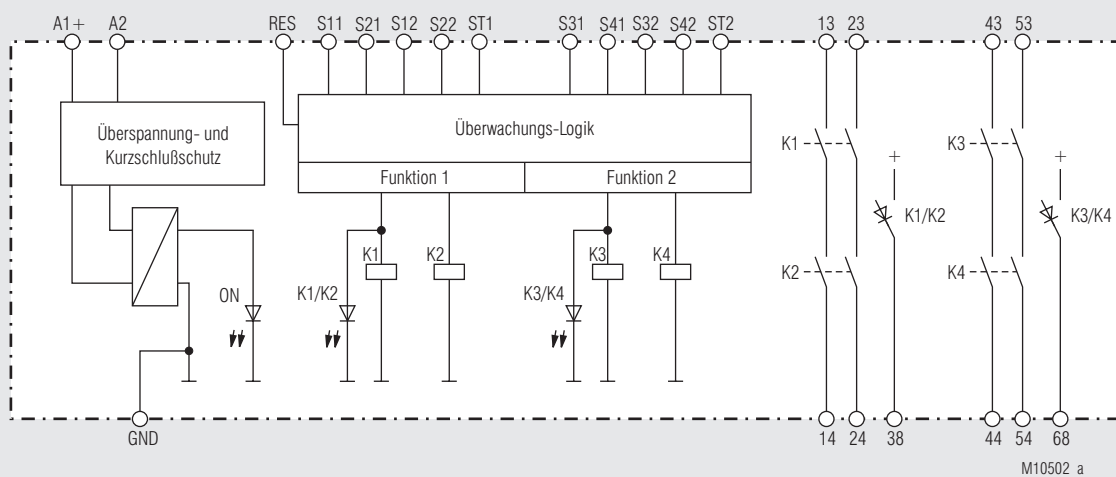 A1+ A2 RES S11 S21 S12 S22 ST1 S31 S41 S32 S42 ST2 13 23 43 53
Überspannung- und
Kurzschlußschutz
Überwachungs-Logik
Funktion 1 Funktion 2
K1 K3
+ +
K1/K2 K3/K4
K1 K2 K3 K4
K2 K4
ON K1/K2 K3/K4
GND 14 24 38 44 54 68
M10502 a